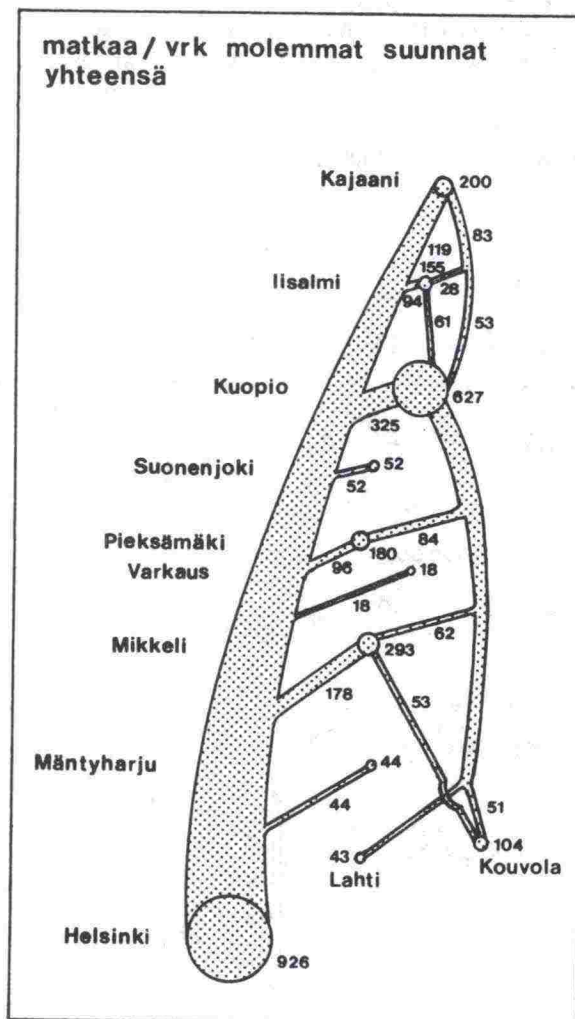 matkaa / vrk molemmat suunnat
yhteensä
Kajaani 200
83
119
Iisalmi 155
94 28
61 53
Kuopio 627
325
Suonenjoki 52
52
Pieksämäki 180 84
Varkaus 96 18
18
Mikkeli 293 62
178 53
Mäntyharju 44
44 51
104
43 Kouvola
Lahti
Helsinki
926